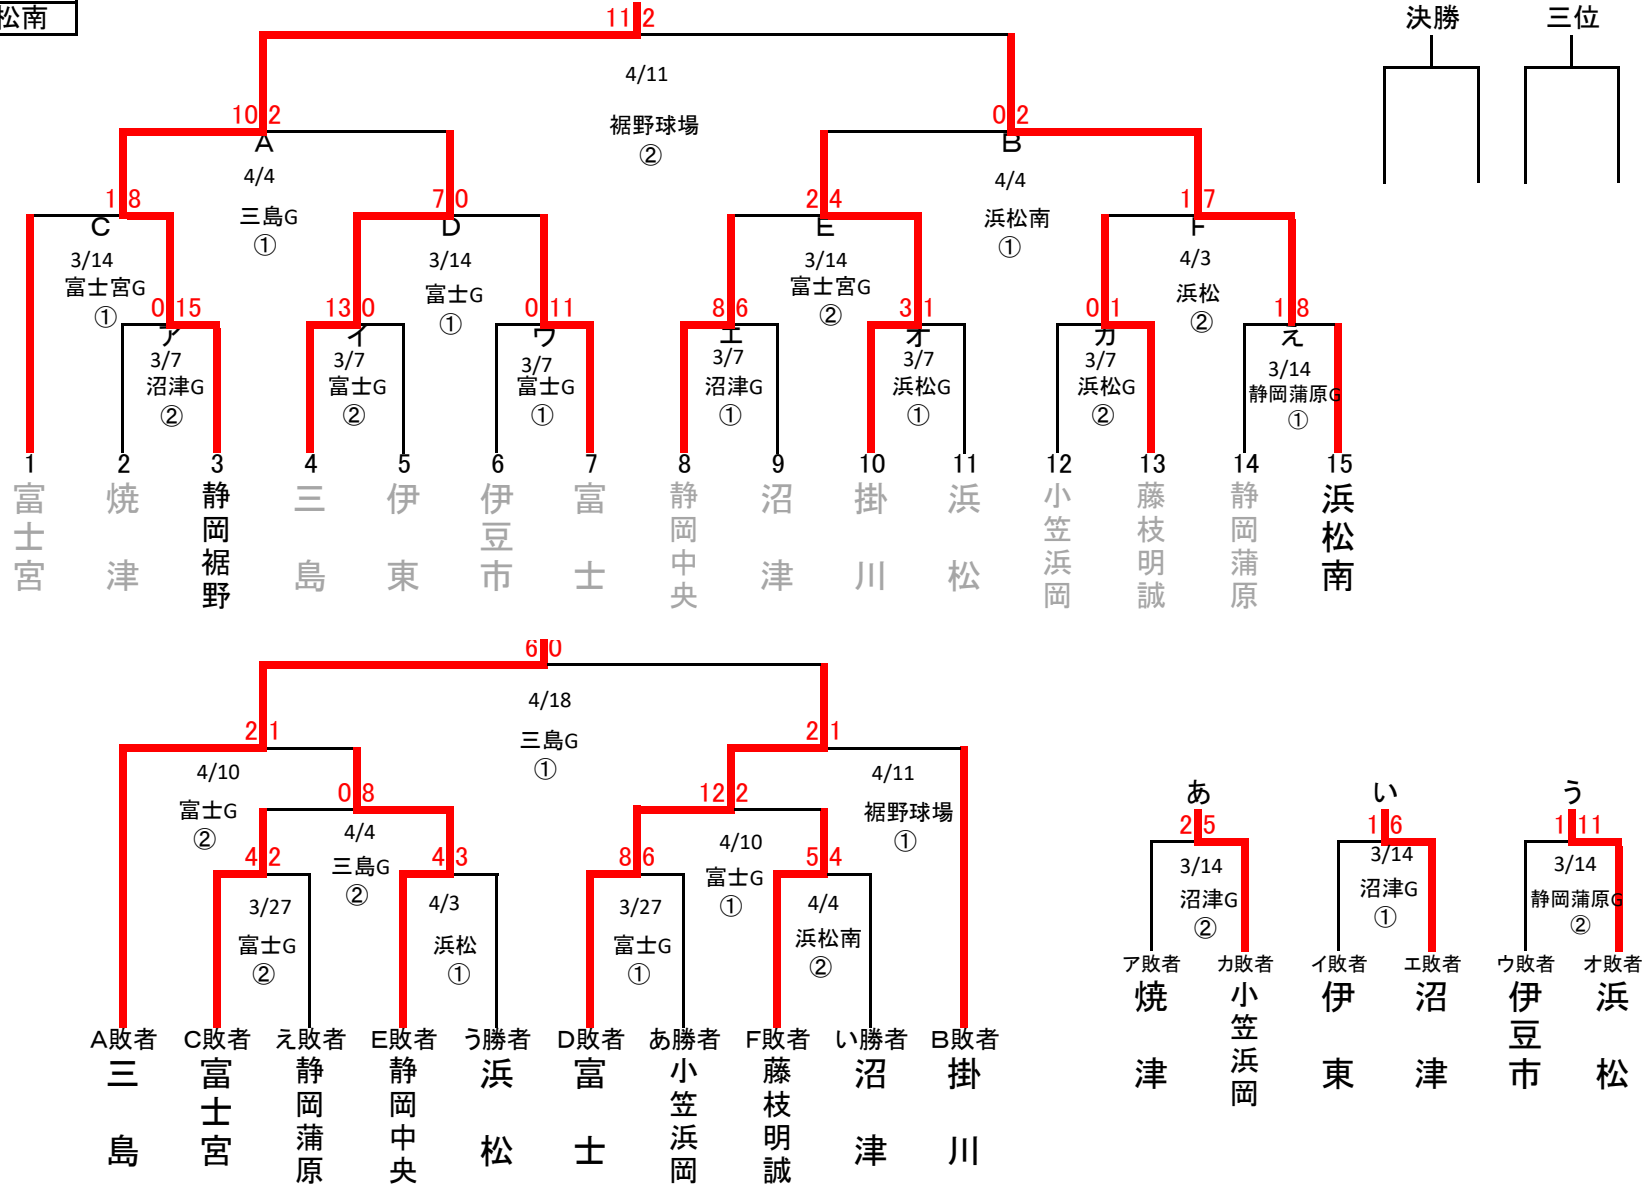 松南
決勝
三位
11 2
4/11
裾野球場
②
10 2
A
4/4
三島G
①
0 2
B
4/4
浜松南
①
1 8
C
3/14
富士宮G
①
7 0
D
3/14
富士G
①
2 4
E
3/14
富士宮G
②
1 7
F
4/3
浜松
②
0 15
ア
3/7
沼津G
②
13 0
イ
3/7
富士G
②
0 11
ウ
3/7
富士G
①
8 6
エ
3/7
沼津G
①
3 1
オ
3/7
浜松G
①
0 1
カ
3/7
浜松G
②
1 8
え
3/14
静岡蒲原G
①
1
富士宮
2
焼津
3
静岡裾野
4
三島
5
伊東
6
伊豆市
7
富士
8
静岡中央
9
沼津
10
掛川
11
浜松
12
小笠浜岡
13
藤枝明誠
14
静岡蒲原
15
浜松南
6 0
4/18
三島G
①
2 1
4/10
富士G
②
2 1
4/11
裾野球場
①
0 8
4/4
三島G
②
12 2
4/10
富士G
①
4 2
3/27
富士G
②
4 3
4/3
浜松
①
8 6
3/27
富士G
①
5 4
4/4
浜松南
②
A敗者
三島
C敗者
富士宮
え敗者
静岡蒲原
E敗者
静岡中央
う勝者
浜松
D敗者
富士
あ勝者
小笠浜岡
F敗者
藤枝明誠
い勝者
沼津
B敗者
掛川
あ
2 5
3/14
沼津G
②
ア敗者
焼津
カ敗者
小笠浜岡
い
1 6
3/14
沼津G
①
イ敗者
伊東
エ敗者
沼津
う
1 11
3/14
静岡蒲原G
②
ウ敗者
伊豆市
オ敗者
浜松